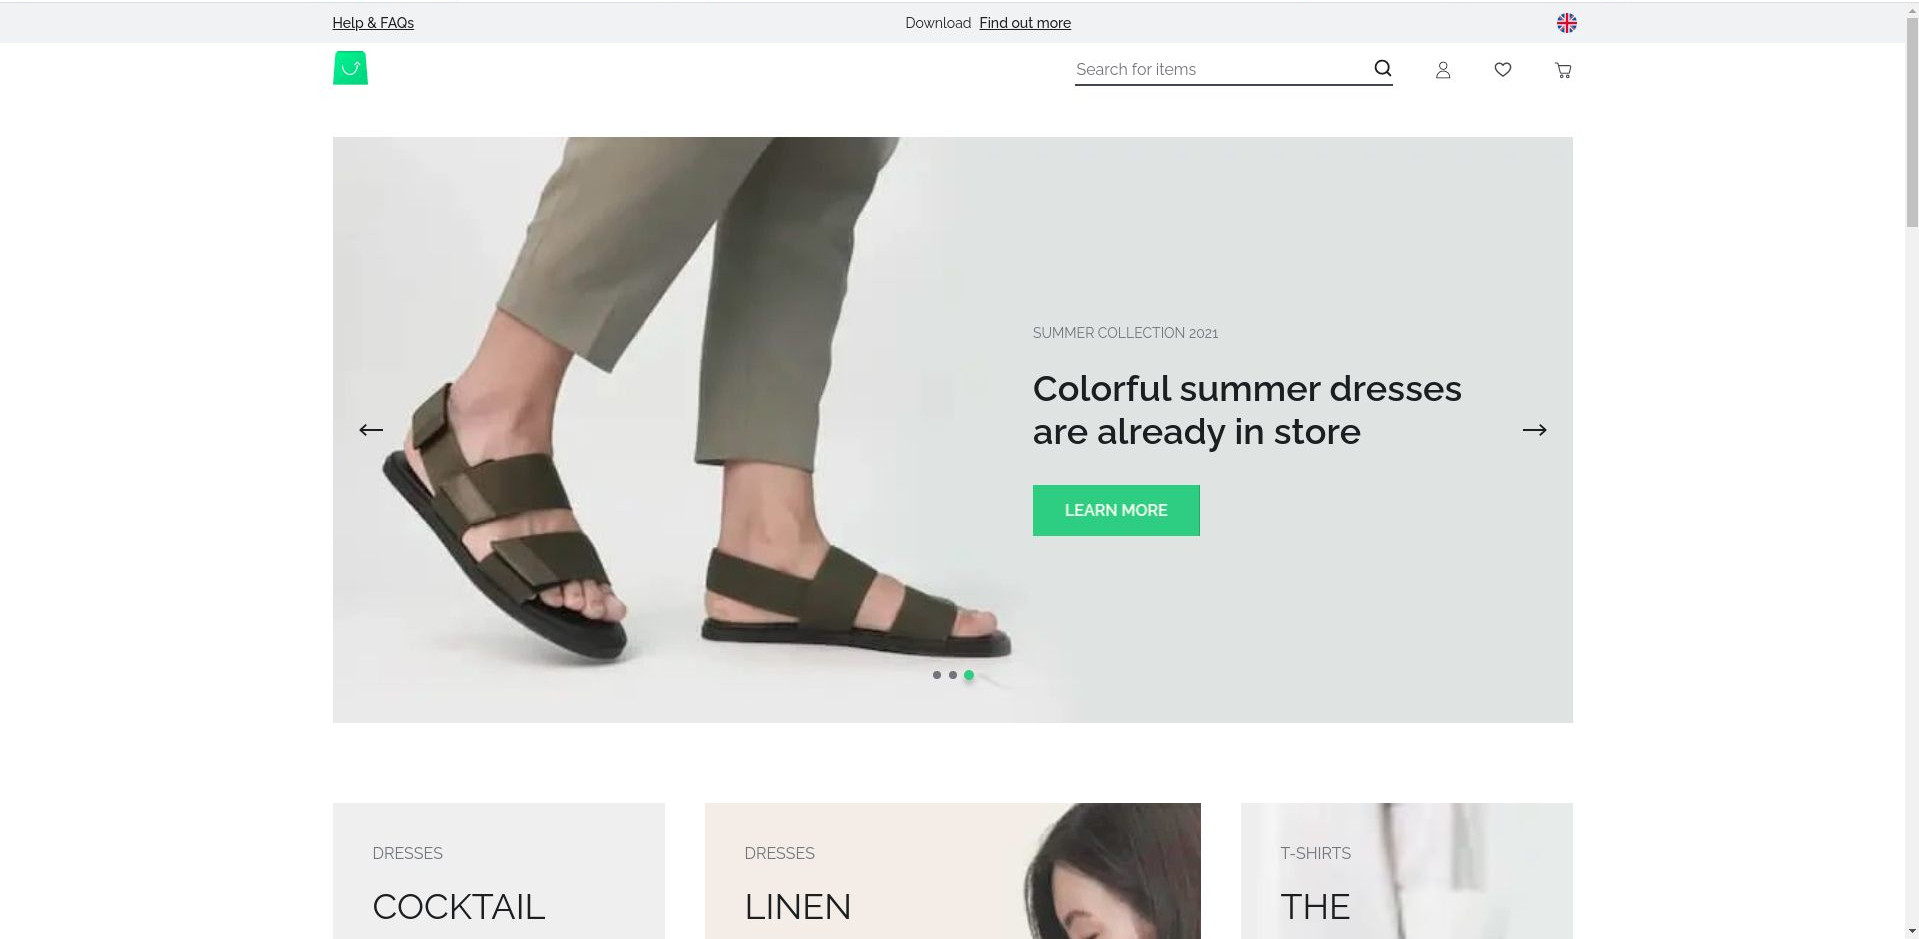 Help & FAQs
Download Find out more
Search for items
SUMMER COLLECTION 2021
Colorful summer dresses
are already in store
LEARN MORE
DRESSES
COCKTAIL
DRESSES
LINEN
T-SHIRTS
THE